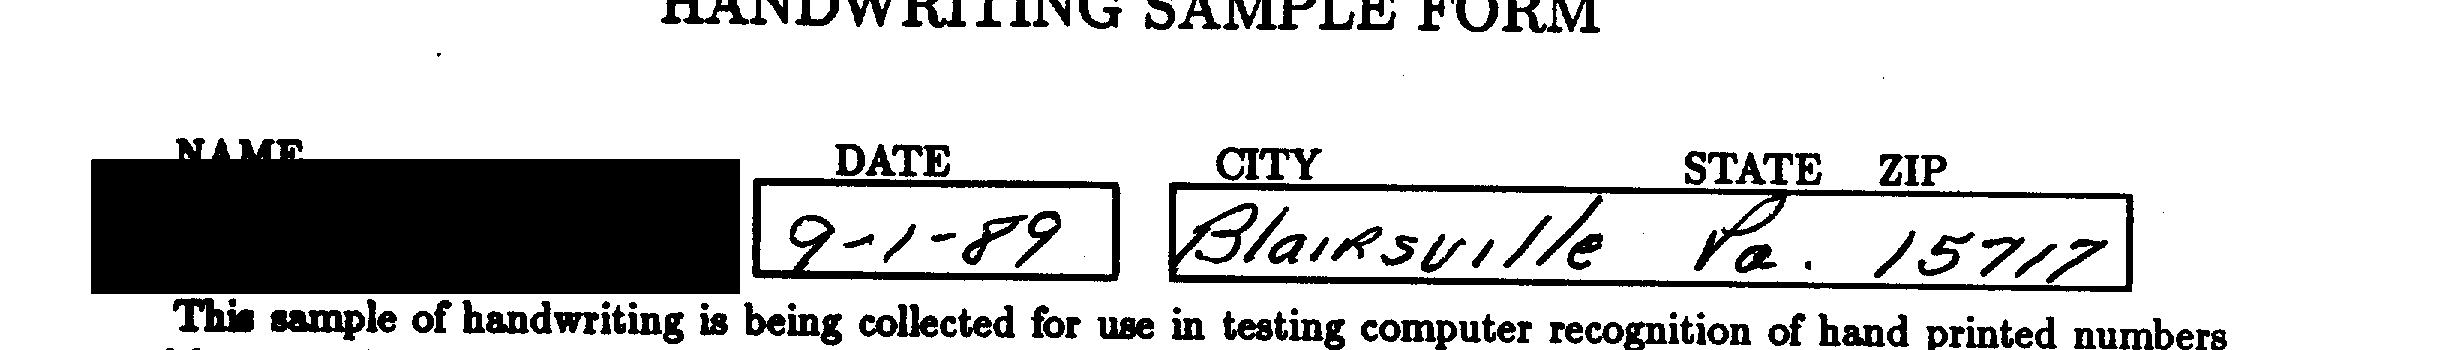 HANDWRITING SAMPLE FORM
NAME DATE CITY STATE ZIP
9-1-89 Blairsville Pa. 15717
This sample of handwriting is being collected for use in testing computer recognition of hand printed numbers